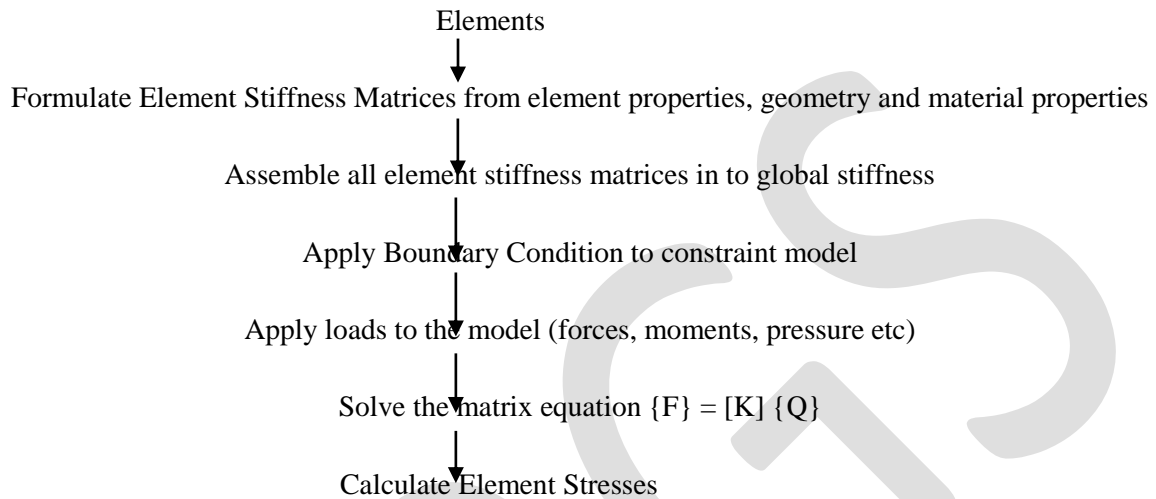 Elements
Formulate Element Stiffness Matrices from element properties, geometry and material properties
Assemble all element stiffness matrices in to global stiffness
Apply Boundary Condition to constraint model
Apply loads to the model (forces, moments, pressure etc)
Solve the matrix equation {F} = [K] {Q}
Calculate Element Stresses